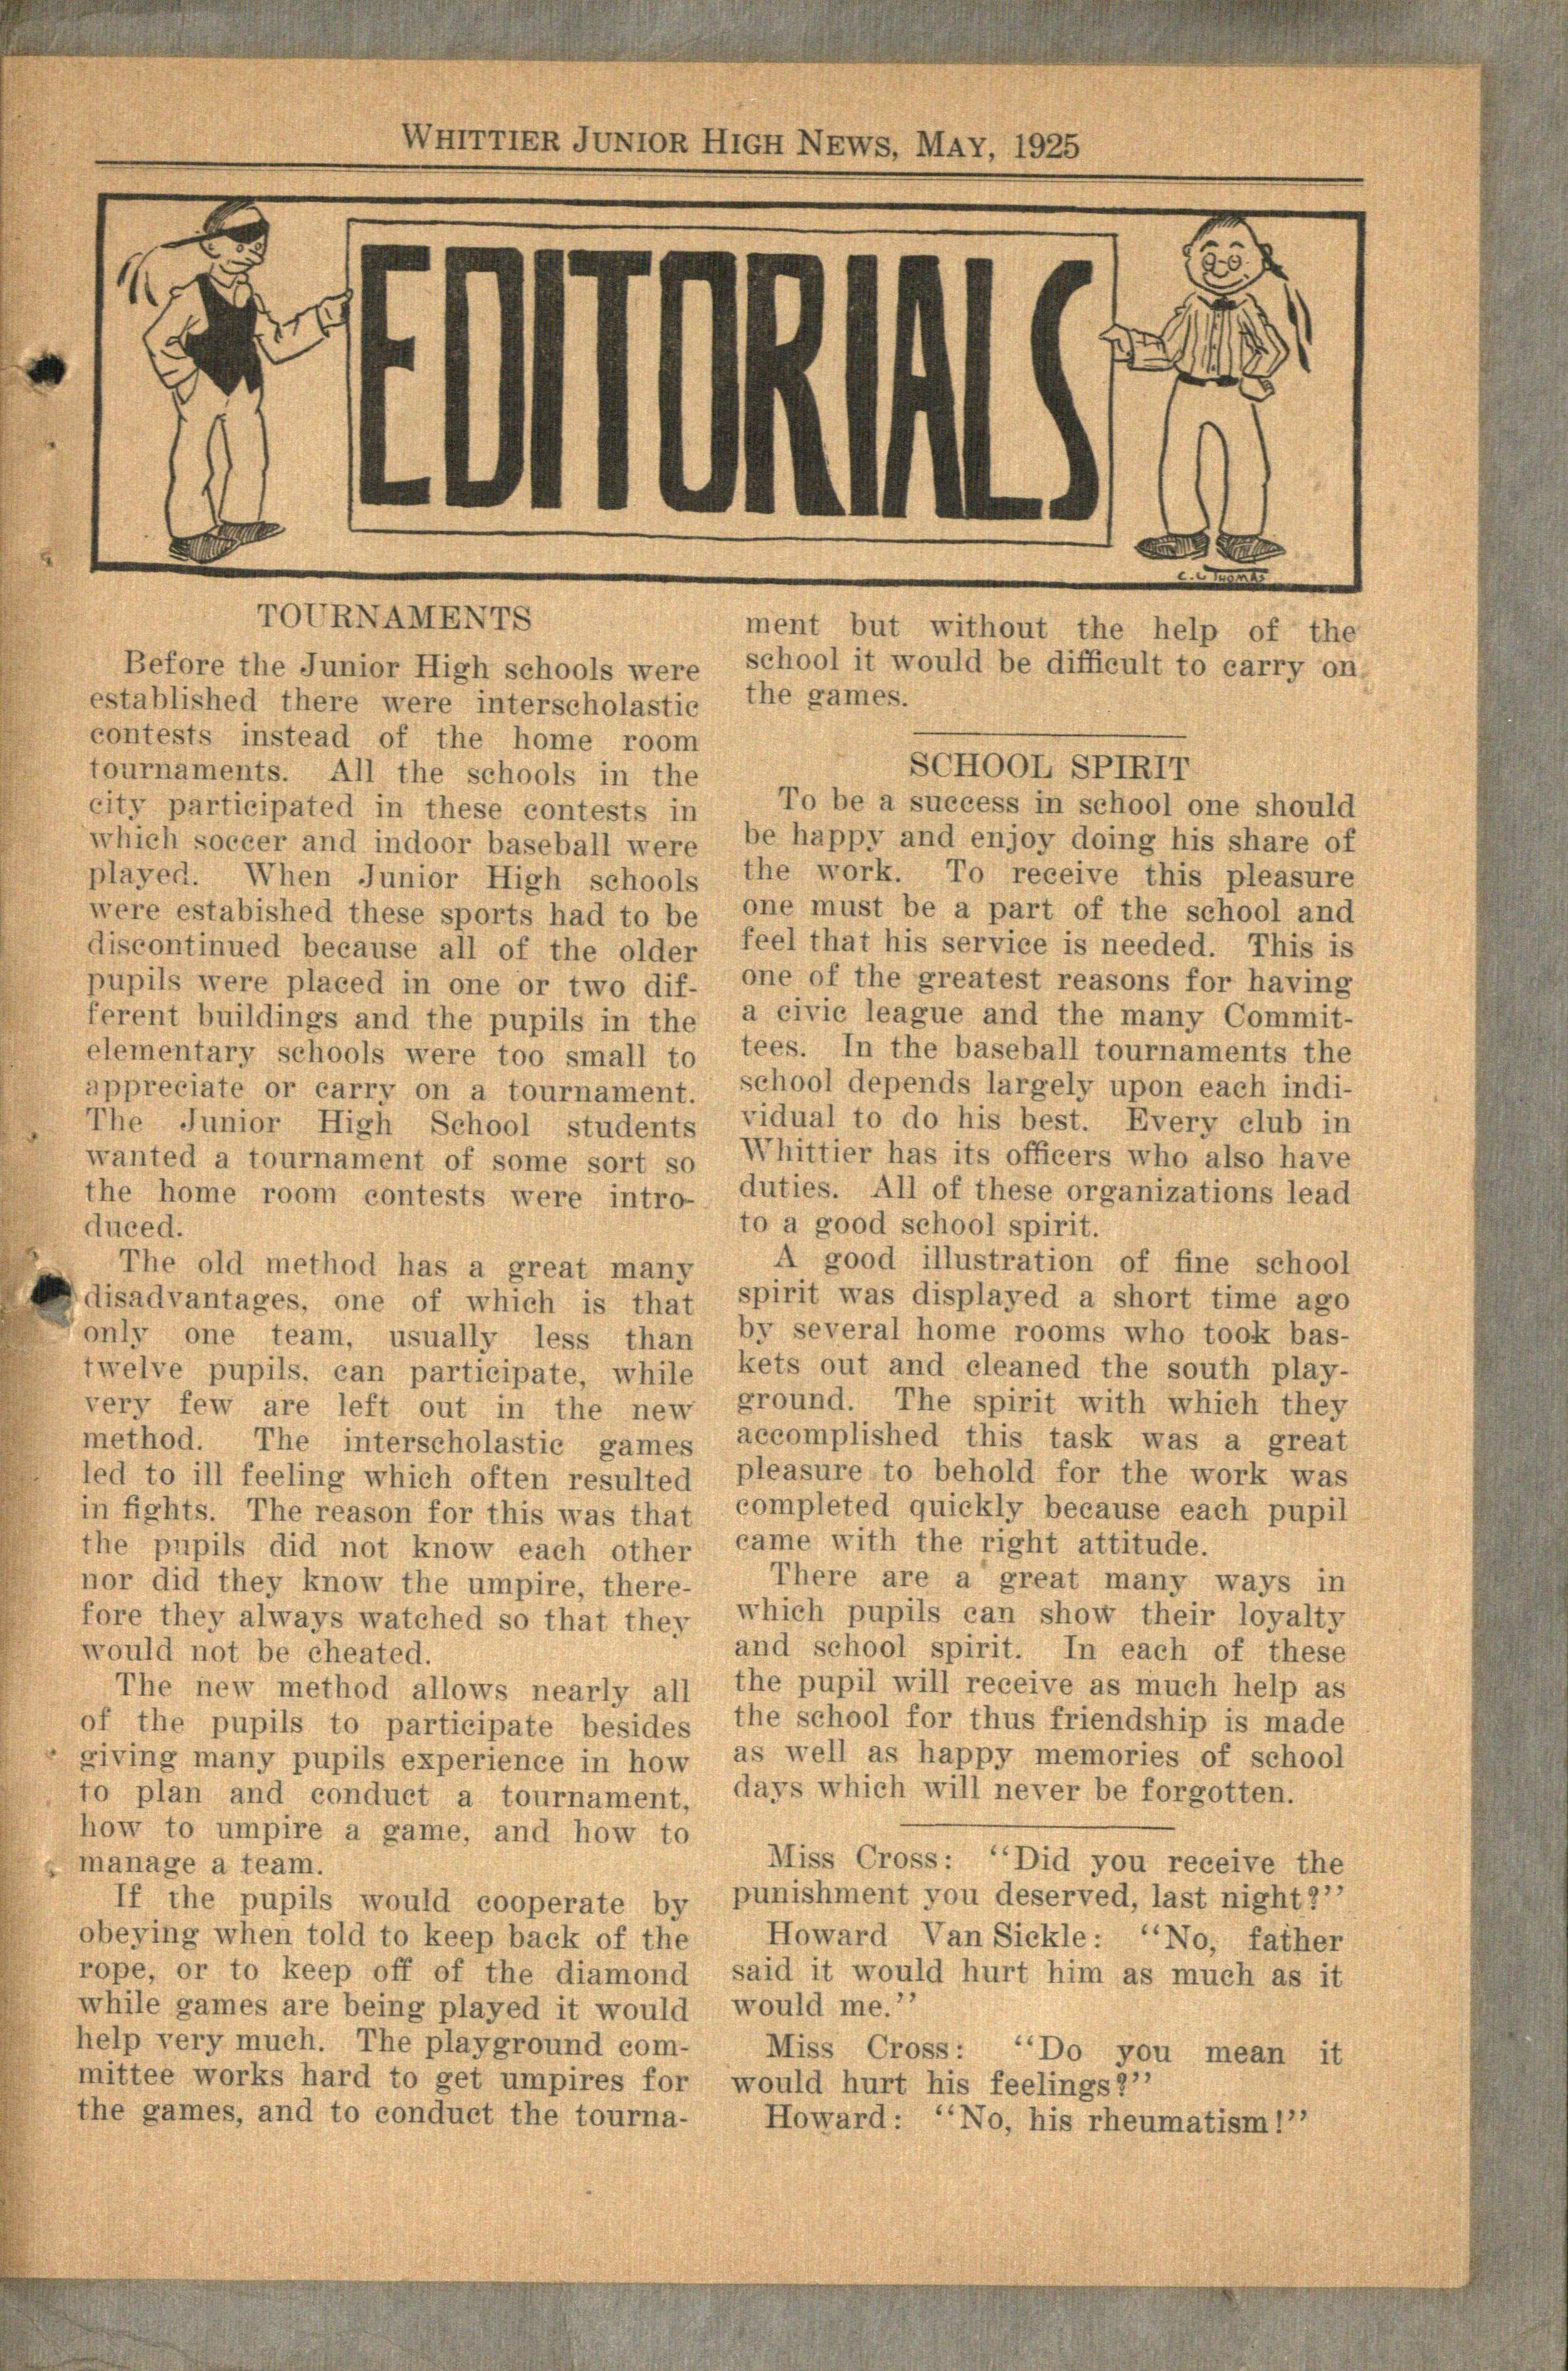 WHITTIER JUNIOR HIGH NEWS, MAY, 1925
EDITORIALS
TOURNAMENTS
Before the Junior High schools were
established there were interscholastic
contests instead of the home room
tournaments. All the schools in the
city participated in these contests in
which soccer and indoor baseball were
played. When Junior High schools
were estabished these sports had to be
discontinued because all of the older
pupils were placed in one or two dif-
ferent buildings and the pupils in the
elementary schools were too small to
appreciate or carry on a tournament.
The Junior High School students
wanted a tournament of some sort so
the home room contests were intro-
duced.
The old method has a great many
disadvantages, one of which is that
only one team, usually less than
twelve pupils, can participate, while
very few are left out in the new
method. The interscholastic games
led to ill feeling which often resulted
in fights. The reason for this was that
the pupils did not know each other
nor did they know the umpire, there-
fore they always watched so that they
would not be cheated.
The new method allows nearly all
of the pupils to participate besides
giving many pupils experience in how
to plan and conduct a tournament,
how to umpire a game, and how to
manage a team.
If the pupils would cooperate by
obeying when told to keep back of the
rope, or to keep off of the diamond
while games are being played it would
help very much. The playground com-
mittee works hard to get umpires for
the games, and to conduct the tourna-
ment but without the help of the
school it would be difficult to carry on
the games.
SCHOOL SPIRIT
To be a success in school one should
be happy and enjoy doing his share of
the work. To receive this pleasure
one must be a part of the school and
feel that his service is needed. This is
one of the greatest reasons for having
a civic league and the many Commit-
tees. In the baseball tournaments the
school depends largely upon each indi-
vidual to do his best. Every club in
Whittier has its officers who also have
duties. All of these organizations lead
to a good school spirit.
A good illustration of fine school
spirit was displayed a short time ago
by several home rooms who took bas-
kets out and cleaned the south play-
ground. The spirit with which they
accomplished this task was a great
pleasure to behold for the work was
completed quickly because each pupil
came with the right attitude.
There are a great many ways in
which pupils can show their loyalty
and school spirit. In each of these
the pupil will receive as much help as
the school for thus friendship is made
as well as happy memories of school
days which will never be forgotten.
Miss Cross: "Did you receive the
punishment you deserved, last night?"
Howard Van Sickle: "No, father
said it would hurt him as much as it
would me."
Miss Cross: "Do you mean it
would hurt his feelings?"
Howard: "No, his rheumatism!"